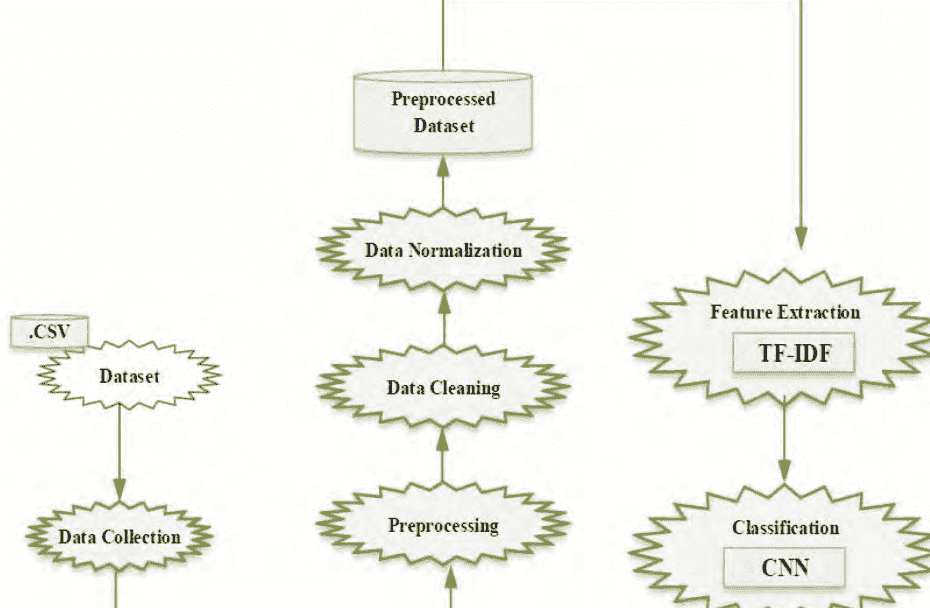 .CSV
Dataset
Data Collection
Preprocessing
Data Cleaning
Data Normalization
Preprocessed
Dataset
Feature Extraction
TF-IDF
Classification
CNN